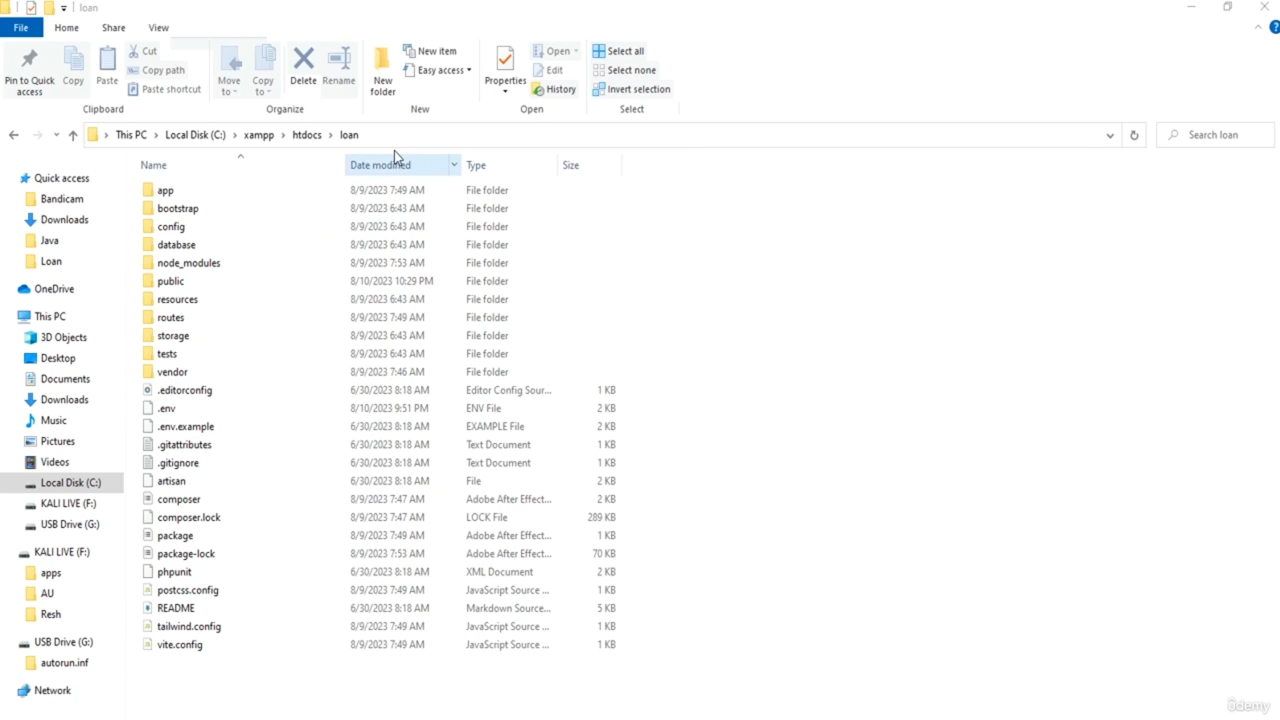 loan
File Home Share View
Pin to Quick access
Copy
Paste
Cut
Copy path
Paste shortcut
Clipboard
Move to
Copy to
Delete
Rename
Organize
New folder
New item
Easy access
New
Properties
Open
Edit
History
Open
Select all
Select none
Invert selection
Select
This PC > Local Disk (C:) > xampp > htdocs > loan
Search loan
Name Date modified Type Size
Quick access
Bandicam
Downloads
Java
Loan
OneDrive
This PC
3D Objects
Desktop
Documents
Downloads
Music
Pictures
Videos
Local Disk (C:)
KALI LIVE (F:)
USB Drive (G:)
KALI LIVE (F:)
apps
AU
Resh
USB Drive (G:)
autorun.inf
Network
app 8/9/2023 7:49 AM File folder
bootstrap 8/9/2023 6:43 AM File folder
config 8/9/2023 6:43 AM File folder
database 8/9/2023 6:43 AM File folder
node_modules 8/9/2023 7:53 AM File folder
public 8/10/2023 10:29 PM File folder
resources 8/9/2023 6:43 AM File folder
routes 8/9/2023 7:49 AM File folder
storage 8/9/2023 6:43 AM File folder
tests 8/9/2023 6:43 AM File folder
vendor 8/9/2023 7:46 AM File folder
.editorconfig 6/30/2023 8:18 AM Editor Config Sour... 1 KB
.env 8/10/2023 9:51 PM ENV File 2 KB
.env.example 6/30/2023 8:18 AM EXAMPLE File 2 KB
.gitattributes 6/30/2023 8:18 AM Text Document 1 KB
.gitignore 6/30/2023 8:18 AM Text Document 1 KB
artisan 6/30/2023 8:18 AM File 2 KB
composer 8/9/2023 7:47 AM Adobe After Effect... 2 KB
composer.lock 8/9/2023 7:47 AM LOCK File 289 KB
package 8/9/2023 7:49 AM Adobe After Effect... 1 KB
package-lock 8/9/2023 7:53 AM Adobe After Effect... 70 KB
phpunit 6/30/2023 8:18 AM XML Document 2 KB
postcss.config 8/9/2023 7:49 AM JavaScript Source ... 1 KB
README 6/30/2023 8:18 AM Markdown Source... 5 KB
tailwind.config 8/9/2023 7:49 AM JavaScript Source ... 1 KB
vite.config 8/9/2023 7:49 AM JavaScript Source ... 1 KB
ûdemy